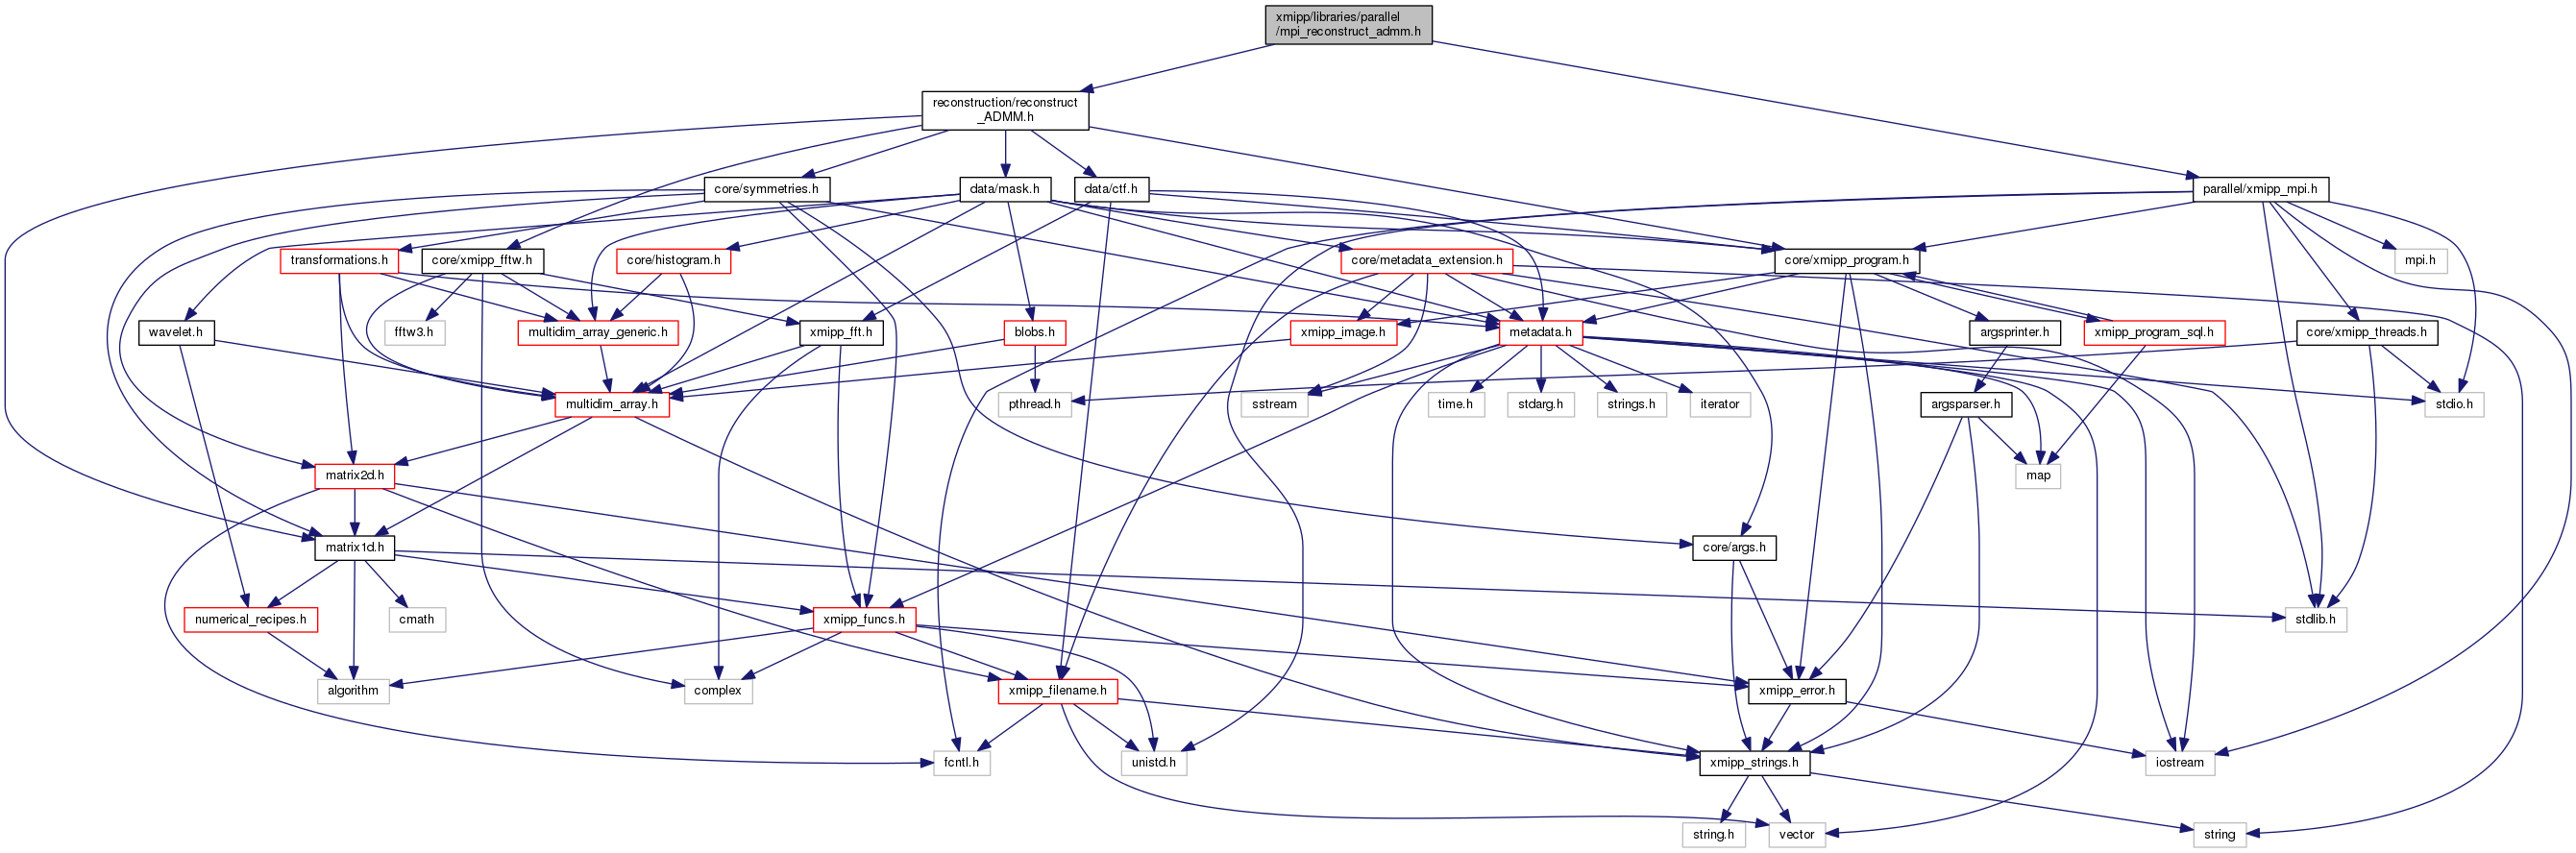 xmipp/libraries/parallel
/mpi_reconstruct_admm.h
reconstruction/reconstruct
_ADMM.h
core/symmetries.h
data/mask.h
data/ctf.h
parallel/xmipp_mpi.h
transformations.h
core/xmipp_fftw.h
core/histogram.h
core/metadata_extension.h
core/xmipp_program.h
mpi.h
wavelet.h
fftw3.h
multidim_array_generic.h
xmipp_fft.h
blobs.h
xmipp_image.h
metadata.h
argsprinter.h
xmipp_program_sql.h
core/xmipp_threads.h
multidim_array.h
pthread.h
sstream
time.h
stdarg.h
strings.h
iterator
argsparser.h
stdio.h
matrix2d.h
map
matrix1d.h
core/args.h
numerical_recipes.h
cmath
xmipp_funcs.h
stdlib.h
algorithm
complex
xmipp_filename.h
xmipp_error.h
fcntl.h
unistd.h
xmipp_strings.h
iostream
string.h
vector
string